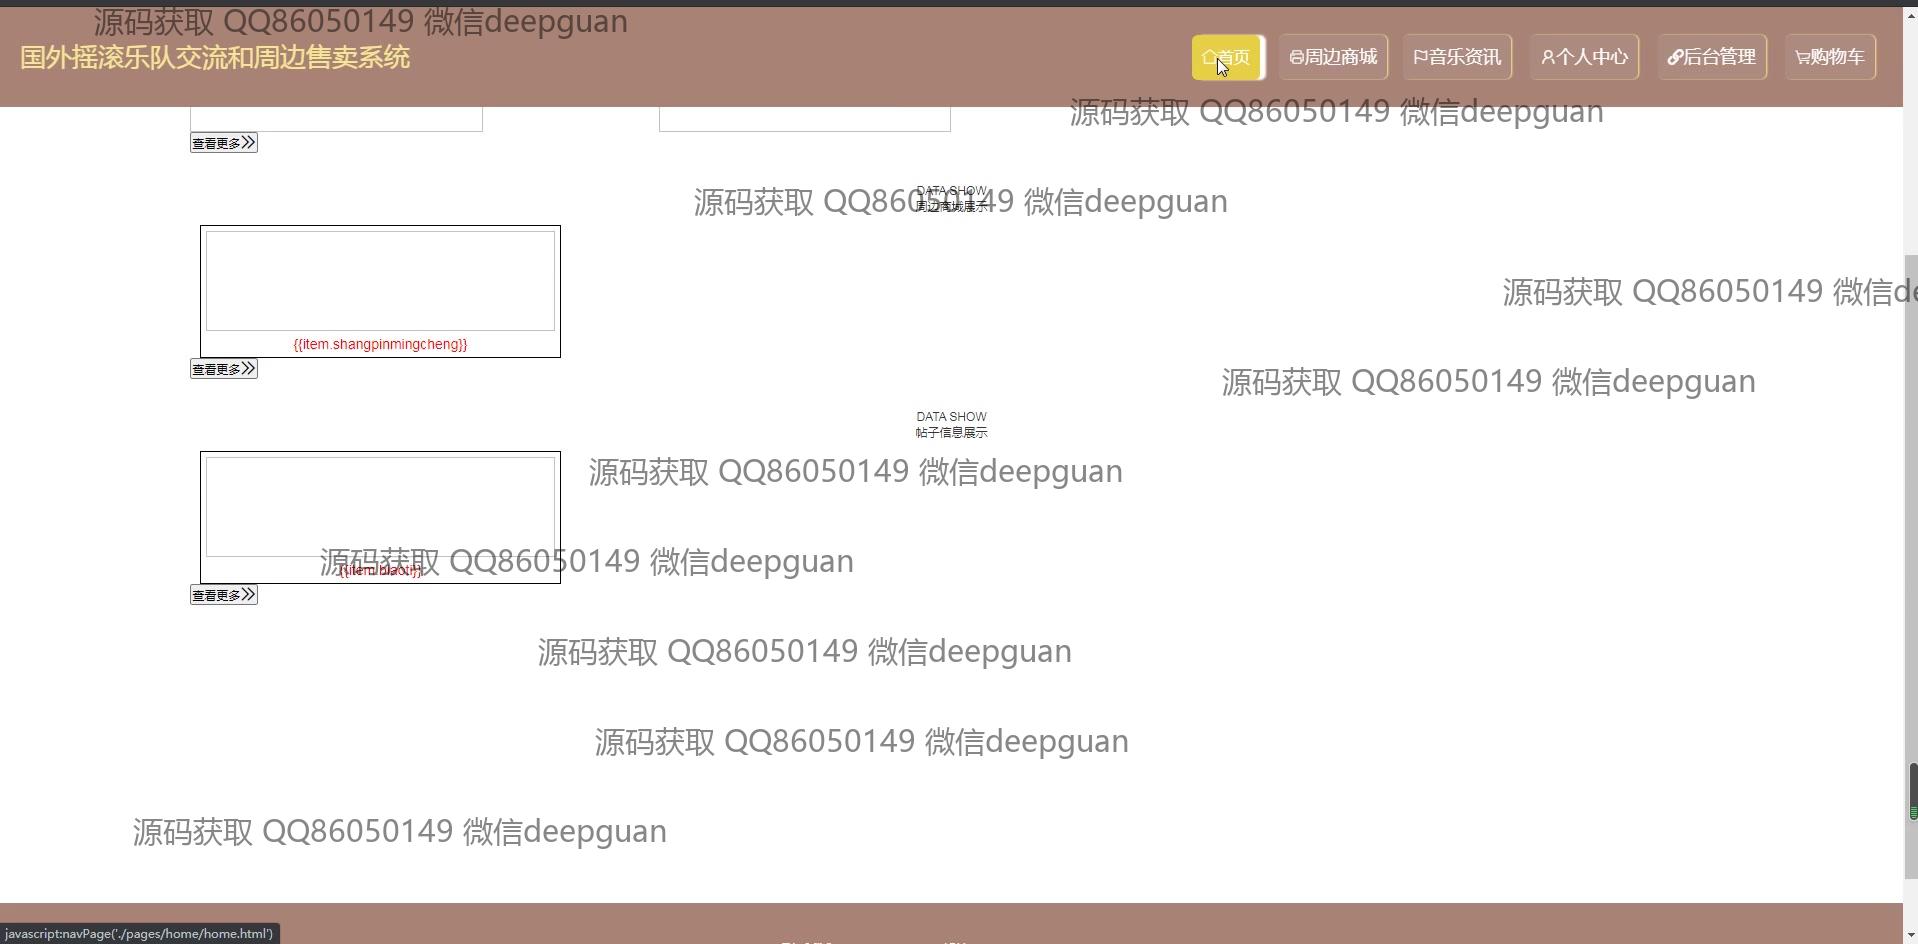 源码获取 QQ86050149 微信deepguan
国外摇滚乐队交流和周边售卖系统
首页 周边商城 音乐资讯 个人中心 后台管理 购物车
源码获取 QQ86050149 微信deepguan
查看更多
DATA SHOW
源码获取 QQ86050149 微信deepguan
周边商城展示
源码获取 QQ86050149 微信de
{{item.shangpinmingcheng}}
查看更多
源码获取 QQ86050149 微信deepguan
DATA SHOW
帖子信息展示
源码获取 QQ86050149 微信deepguan
源码获取 QQ86050149 微信deepguan
{{item.biaoti}}
查看更多
源码获取 QQ86050149 微信deepguan
源码获取 QQ86050149 微信deepguan
源码获取 QQ86050149 微信deepguan
javascript:navPage('./pages/home/home.html')